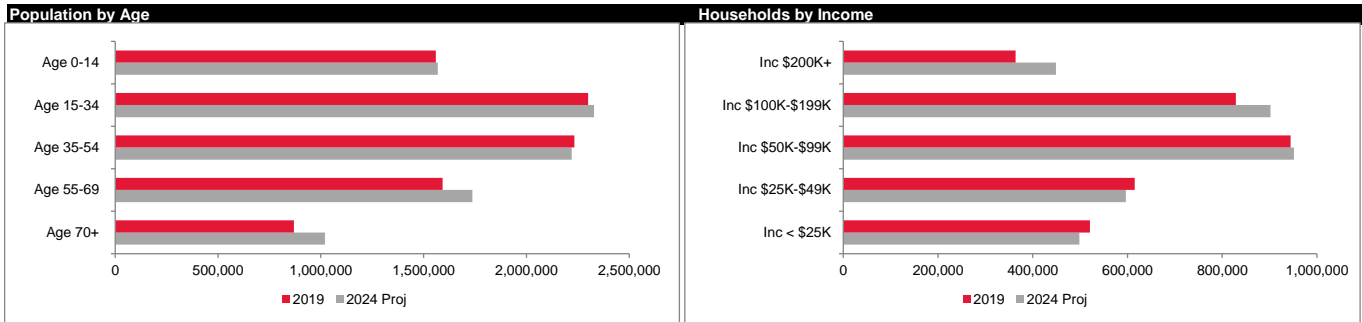 Population by Age
Age 0-14
Age 15-34
Age 35-54
Age 55-69
Age 70+
0 500,000 1,000,000 1,500,000 2,000,000 2,500,000
2019 2024 Proj
Households by Income
Inc $200K+
Inc $100K-$199K
Inc $50K-$99K
Inc $25K-$49K
Inc < $25K
0 200,000 400,000 600,000 800,000 1,000,000
2019 2024 Proj